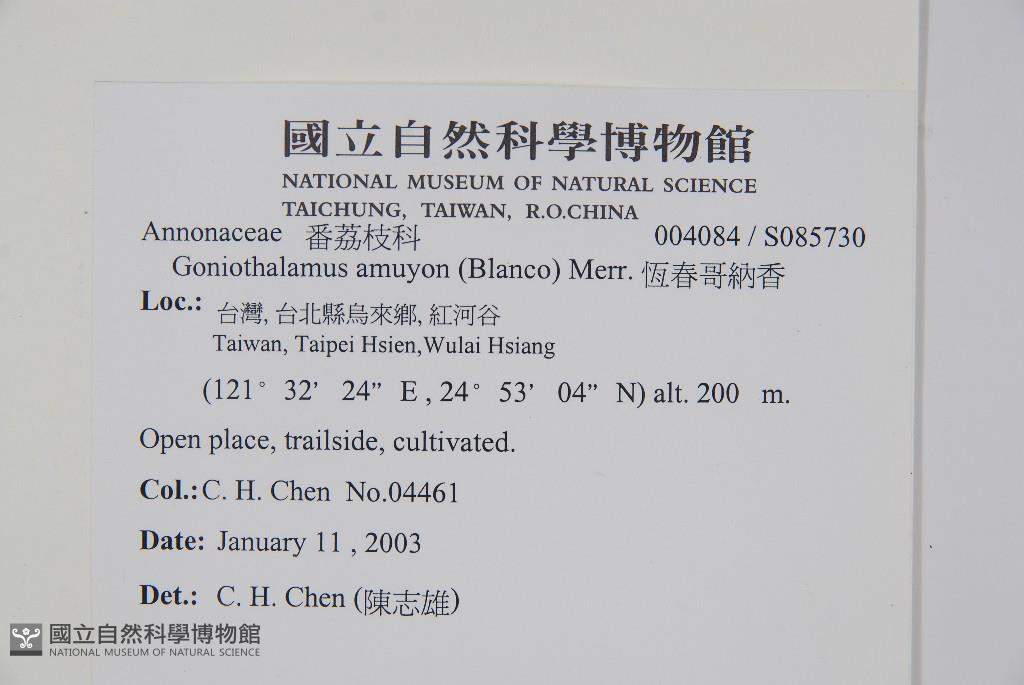 國立自然科學博物館
NATIONAL MUSEUM OF NATURAL SCIENCE
TAICHUNG, TAIWAN, R.O.CHINA
Annonaceae 番荔枝科 004084 / S085730
Goniothalamus amuyon (Blanco) Merr. 恆春哥納香
Loc.: 台灣, 台北縣烏來鄉, 紅河谷
Taiwan, Taipei Hsien,Wulai Hsiang
(121° 32’ 24” E , 24° 53’ 04” N) alt. 200 m.
Open place, trailside, cultivated.
Col.: C. H. Chen No.04461
Date: January 11 , 2003
Det.: C. H. Chen (陳志雄)
國立自然科學博物館
NATIONAL MUSEUM OF NATURAL SCIENCE